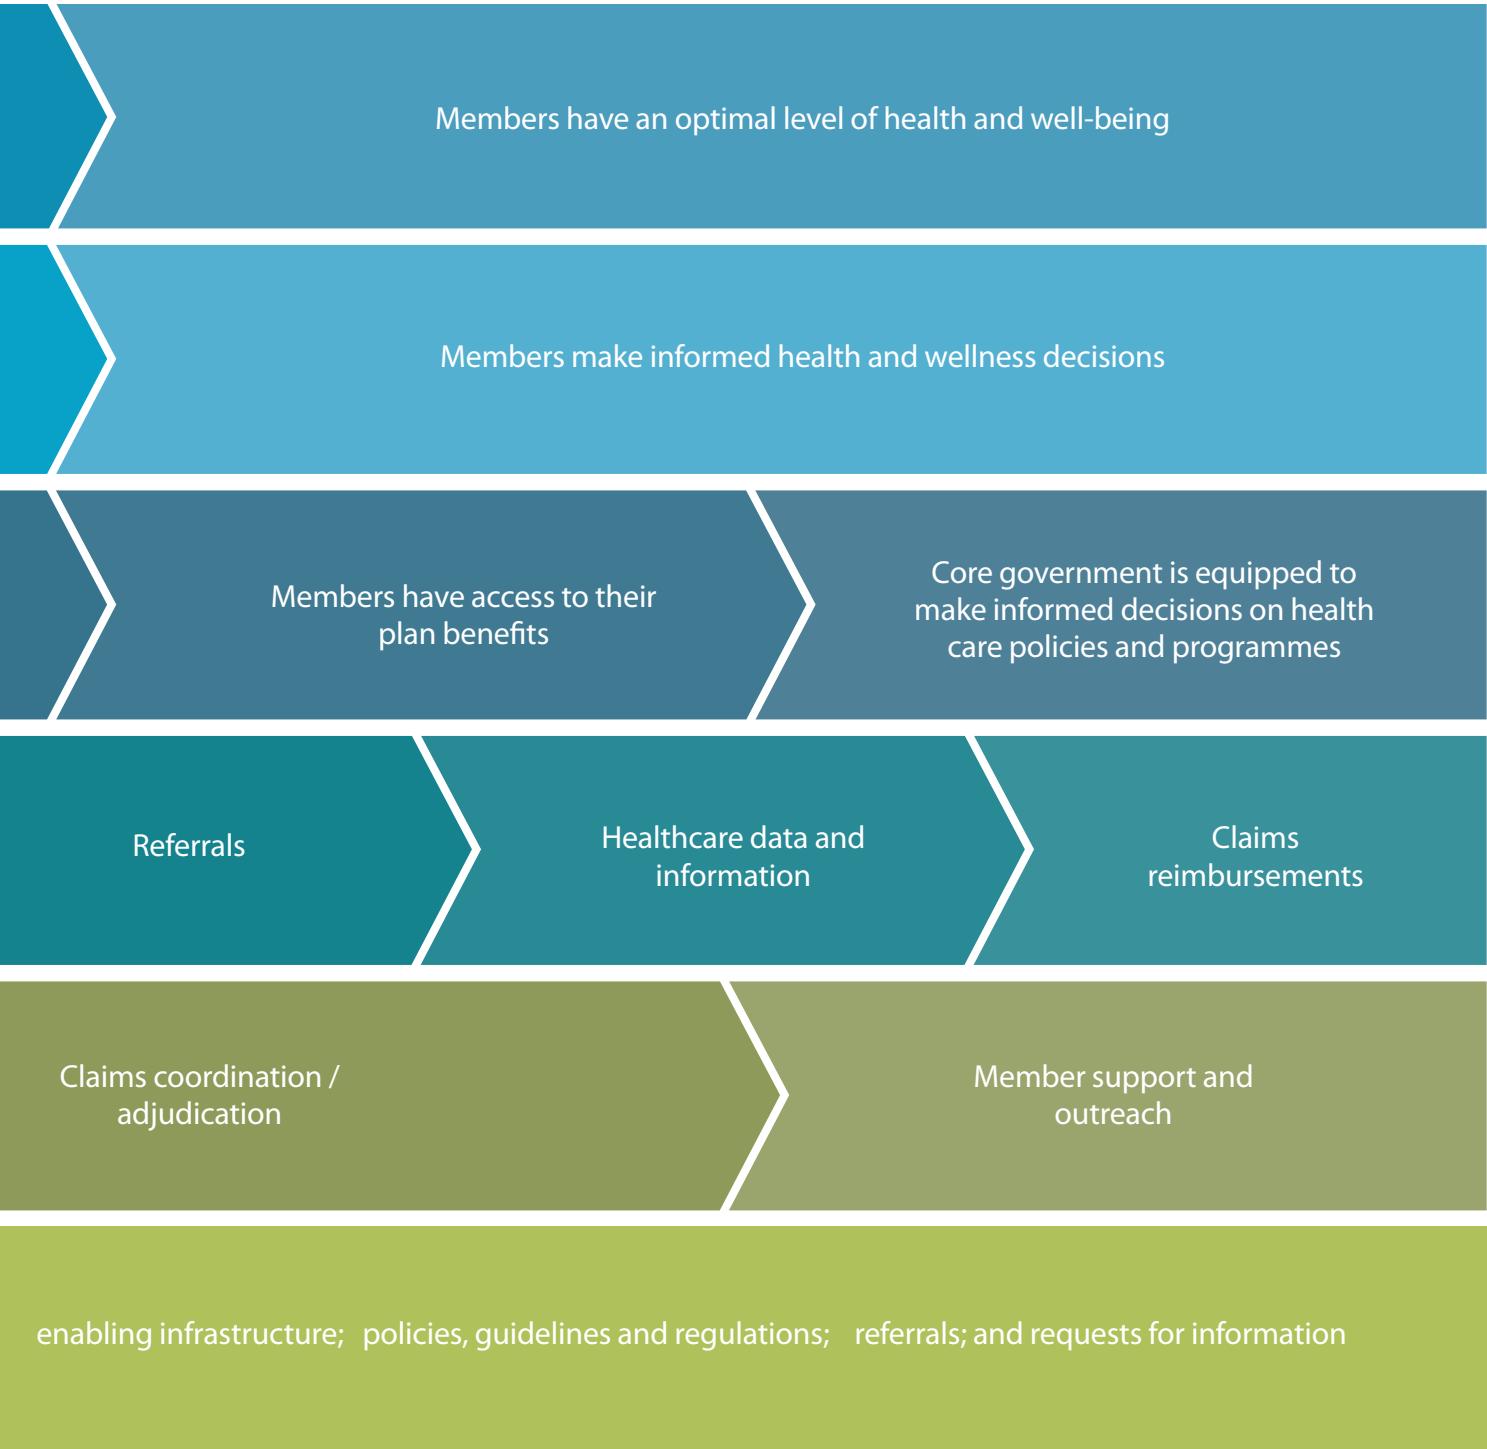 Members have an optimal level of health and well-being
Members make informed health and wellness decisions
Members have access to their
plan benefits
Core government is equipped to
make informed decisions on health
care policies and programmes
Referrals
Healthcare data and
information
Claims
reimbursements
Claims coordination /
adjudication
Member support and
outreach
enabling infrastructure; policies, guidelines and regulations; referrals; and requests for information